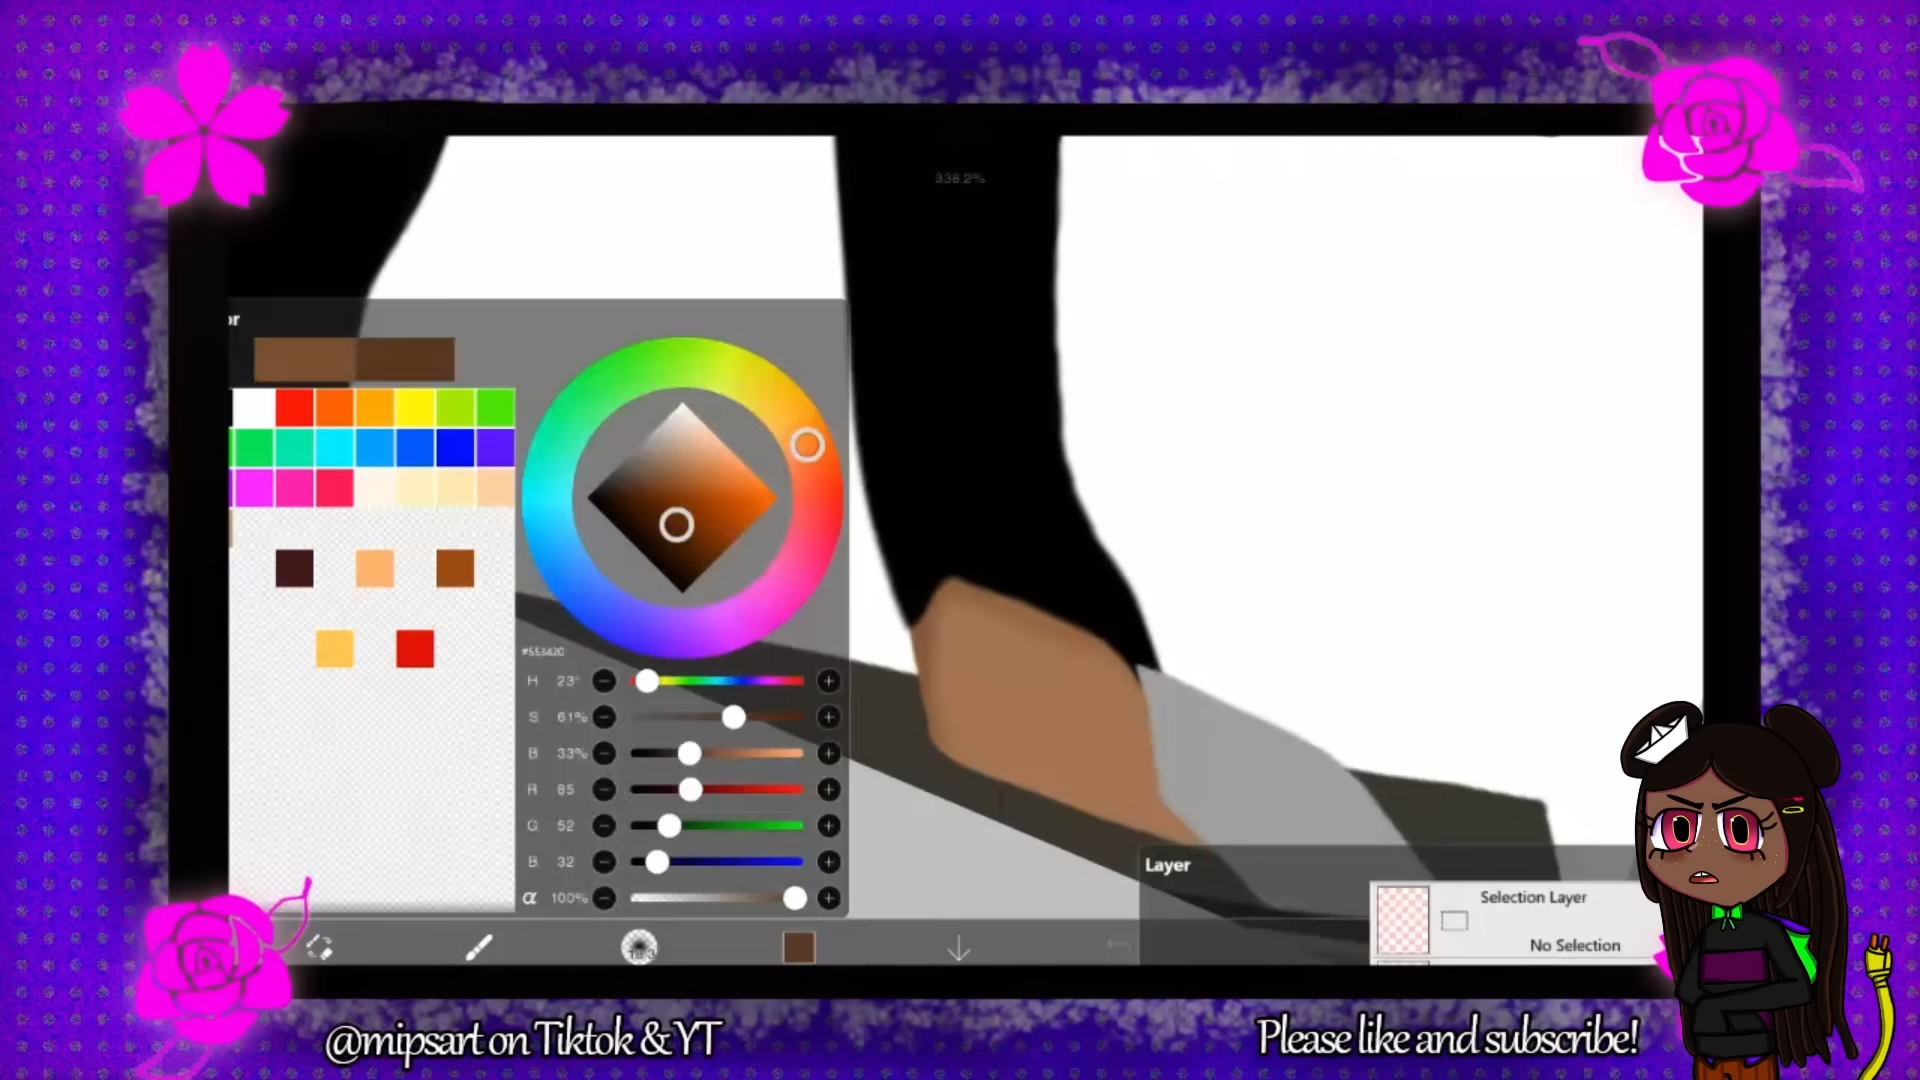 338.2%
or
#553420
H 23°
S 61%
B 33%
R 85
G 52
B 32
α 100%
Layer
Selection Layer
No Selection
@mipsart on Tiktok & YT
Please like and subscribe!